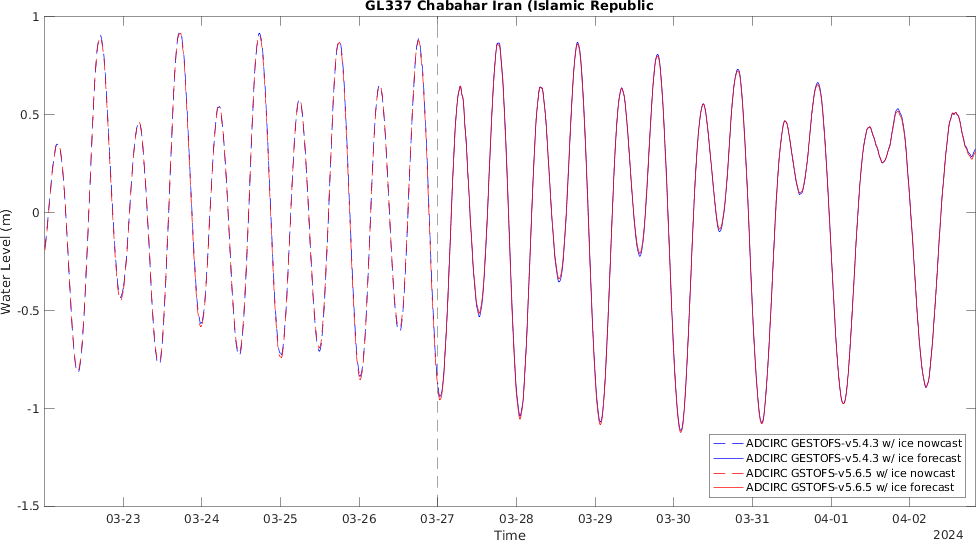 GL337 Chabahar Iran (Islamic Republic
Water Level (m)
1
0.5
0
-0.5
-1
-1.5
ADCIRC GESTOFS-v5.4.3 w/ ice nowcast
ADCIRC GESTOFS-v5.4.3 w/ ice forecast
ADCIRC GSTOFS-v5.6.5 w/ ice nowcast
ADCIRC GSTOFS-v5.6.5 w/ ice forecast
03-23 03-24 03-25 03-26 03-27 03-28 03-29 03-30 03-31 04-01 04-02
Time
2024